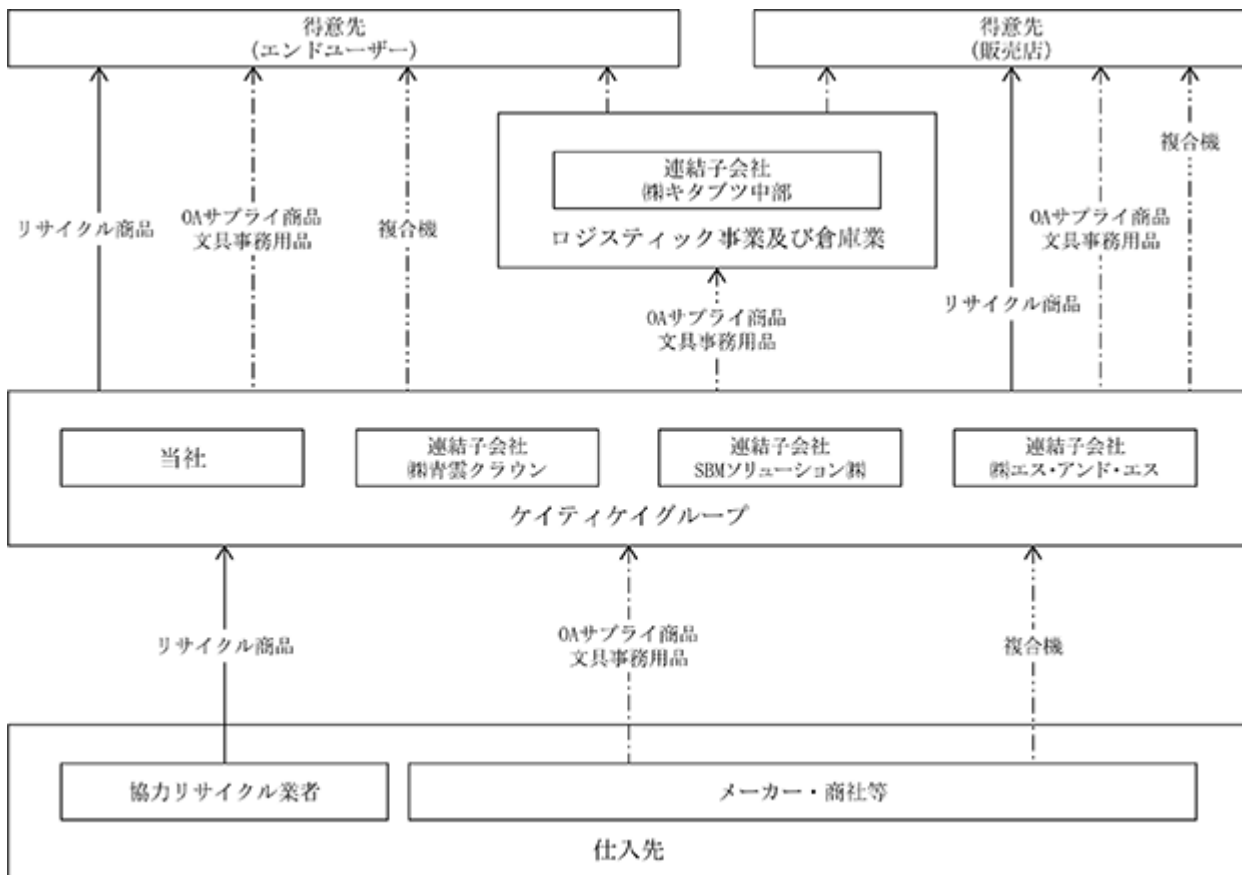 得意先
(エンドユーザー)
得意先
(販売店)
連結子会社
㈱キタブツ中部
ロジスティック事業及び倉庫業
リサイクル商品
OAサプライ商品
文具事務用品
複合機
OAサプライ商品
文具事務用品
リサイクル商品
OAサプライ商品
文具事務用品
複合機
当社
連結子会社
㈱青雲クラウン
連結子会社
SBMソリューション㈱
連結子会社
㈱エス・アンド・エス
ケイティケイグループ
リサイクル商品
OAサプライ商品
文具事務用品
複合機
協力リサイクル業者
メーカー・商社等
仕入先